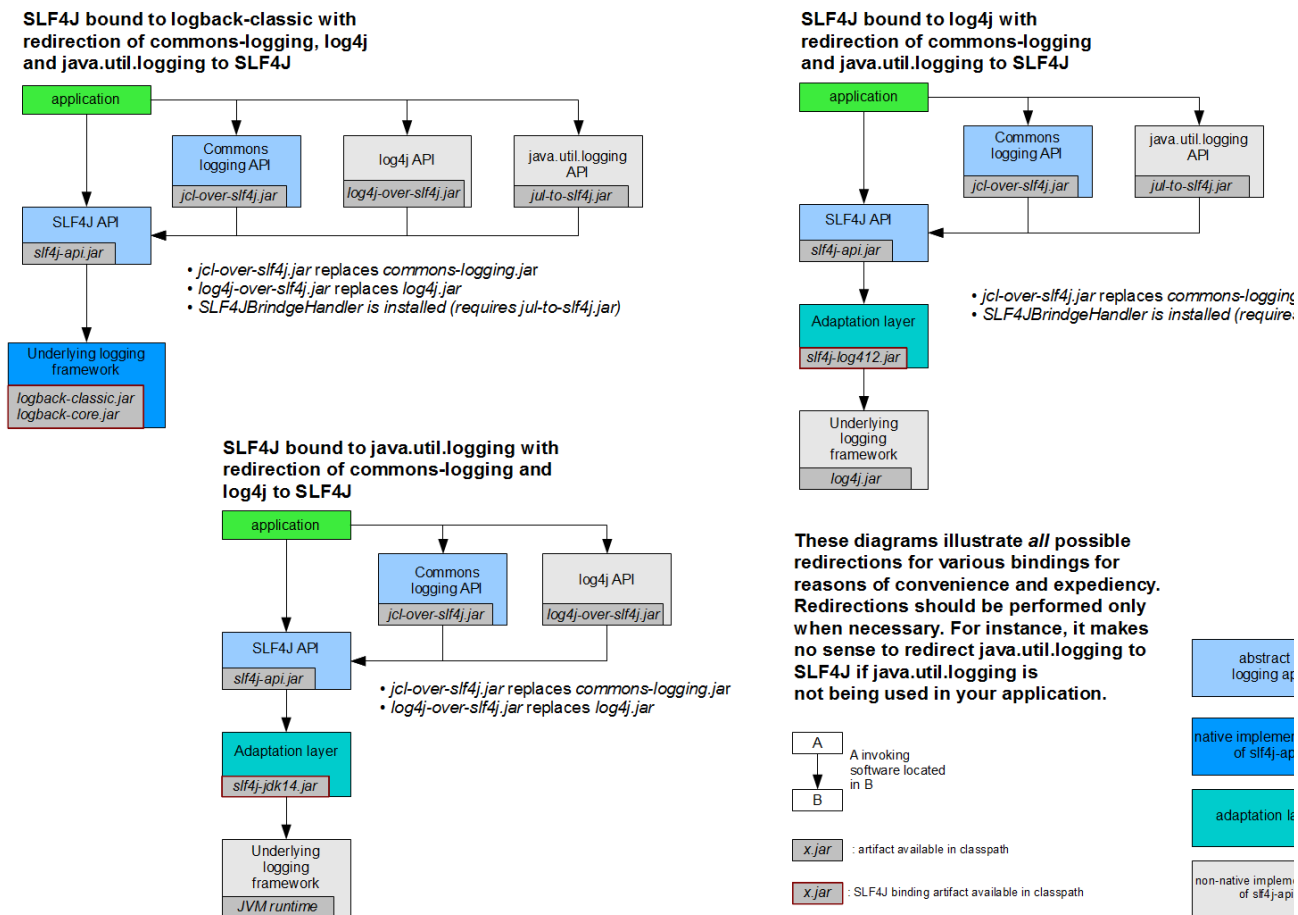 SLF4J bound to logback-classic with
redirection of commons-logging, log4j
and java.util.logging to SLF4J
application
Commons
logging API
jcl-over-slf4j.jar
log4j API
log4j-over-slf4j.jar
java.util.logging
API
jul-to-slf4j.jar
SLF4J API
slf4j-api.jar
• jcl-over-slf4j.jar replaces commons-logging.jar
• log4j-over-slf4j.jar replaces log4j.jar
• SLF4JBrindgeHandler is installed (requires jul-to-slf4j.jar)
Underlying logging
framework
logback-classic.jar
logback-core.jar
SLF4J bound to log4j with
redirection of commons-logging
and java.util.logging to SLF4J
application
Commons
logging API
jcl-over-slf4j.jar
java.util.logging
API
jul-to-slf4j.jar
SLF4J API
slf4j-api.jar
• jcl-over-slf4j.jar replaces commons-logging
• SLF4JBrindgeHandler is installed (requires
Adaptation layer
slf4j-log412.jar
Underlying
logging
framework
log4j.jar
SLF4J bound to java.util.logging with
redirection of commons-logging and
log4j to SLF4J
application
Commons
logging API
jcl-over-slf4j.jar
log4j API
log4j-over-slf4j.jar
SLF4J API
slf4j-api.jar
• jcl-over-slf4j.jar replaces commons-logging.jar
• log4j-over-slf4j.jar replaces log4j.jar
Adaptation layer
slf4j-jdk14.jar
Underlying
logging
framework
JVM runtime
These diagrams illustrate all possible
redirections for various bindings for
reasons of convenience and expediency.
Redirections should be performed only
when necessary. For instance, it makes
no sense to redirect java.util.logging to
SLF4J if java.util.logging is
not being used in your application.
A
A invoking
software located
in B
B
x.jar : artifact available in classpath
x.jar : SLF4J binding artifact available in classpath
abstract
logging ap
native implemen
of slf4j-ap
adaptation la
non-native impleme
of slf4j-api